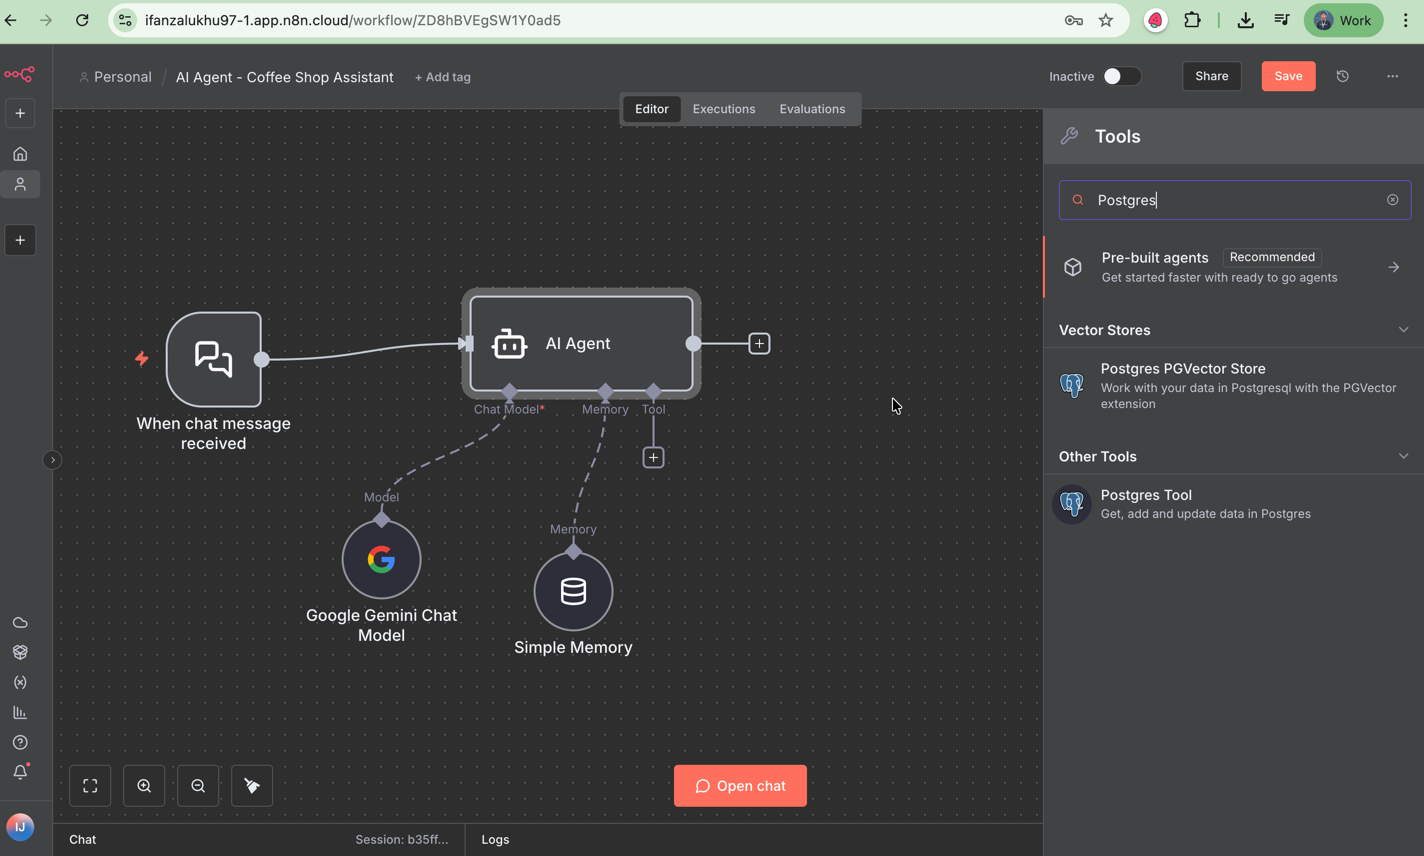 ifanzalukhu97-1.app.n8n.cloud/workflow/ZD8hBVEgSW1Y0ad5
Work
Personal / AI Agent - Coffee Shop Assistant + Add tag
Inactive
Share
Save
Editor Executions Evaluations
Tools
Postgres
Pre-built agents Recommended
Get started faster with ready to go agents
Vector Stores
Postgres PGVector Store
Work with your data in Postgresql with the PGVector
extension
Other Tools
Postgres Tool
Get, add and update data in Postgres
When chat message
received
AI Agent
Chat Model* Memory Tool
Model
Google Gemini Chat
Model
Memory
Simple Memory
Open chat
Chat
Session: b35ff...
Logs
IJ